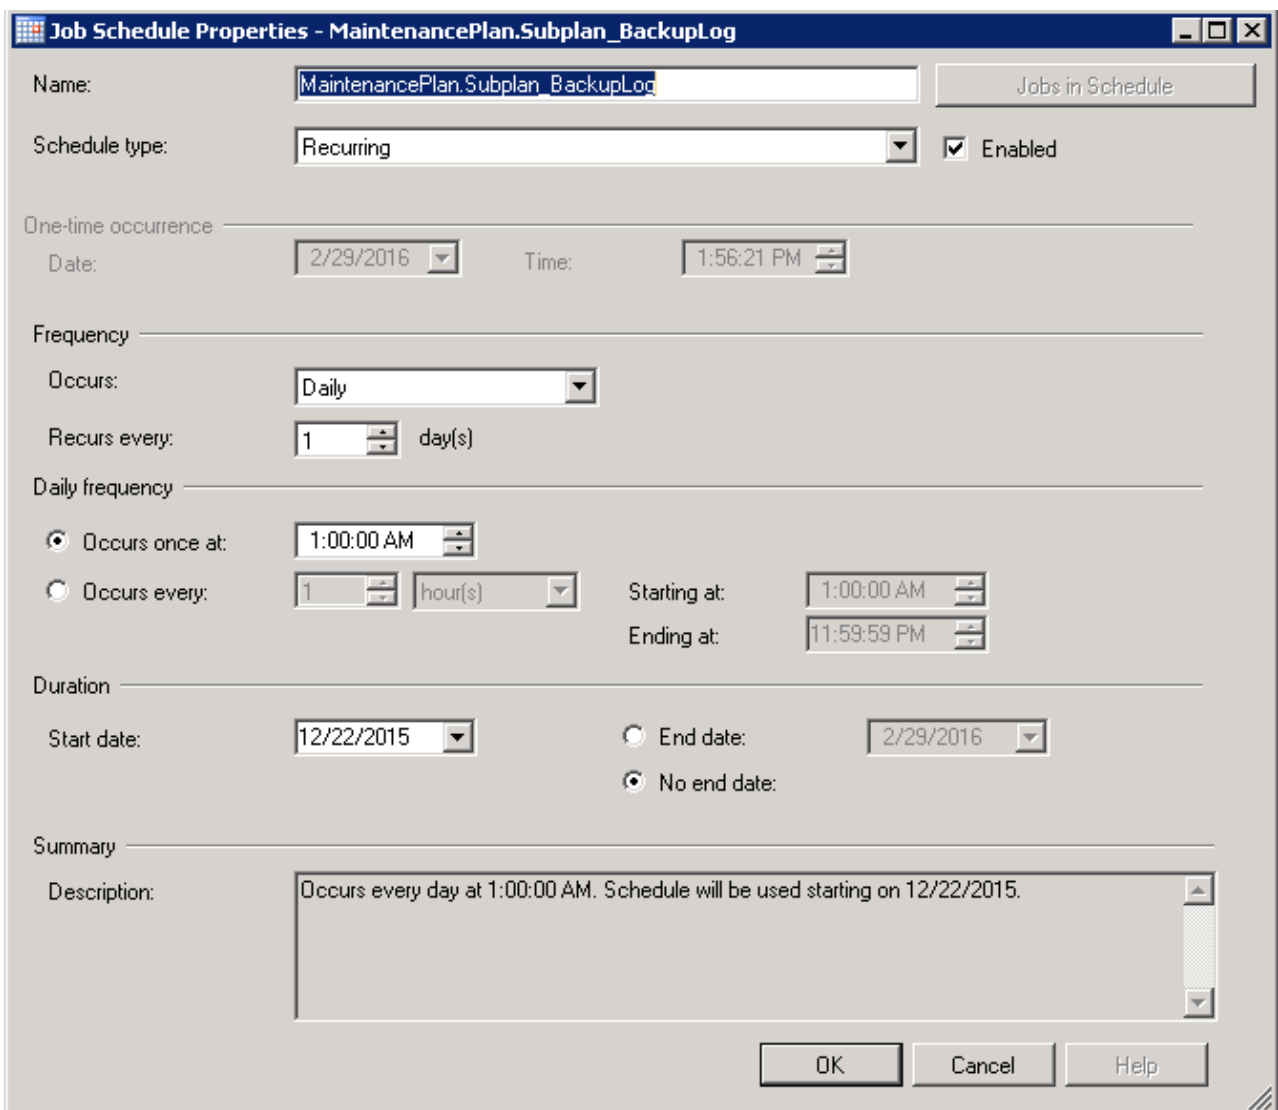 Job Schedule Properties - MaintenancePlan.Subplan_BackupLog
Name: MaintenancePlan.Subplan_BackupLog Jobs in Schedule
Schedule type: Recurring Enabled
One-time occurrence
Date: 2/29/2016 Time: 1:56:21 PM
Frequency
Occurs: Daily
Recurs every: 1 day(s)
Daily frequency
Occurs once at: 1:00:00 AM
Occurs every: 1 hour(s) Starting at: 1:00:00 AM
Ending at: 11:59:59 PM
Duration
Start date: 12/22/2015 End date: 2/29/2016
No end date:
Summary
Description: Occurs every day at 1:00:00 AM. Schedule will be used starting on 12/22/2015.
OK Cancel Help